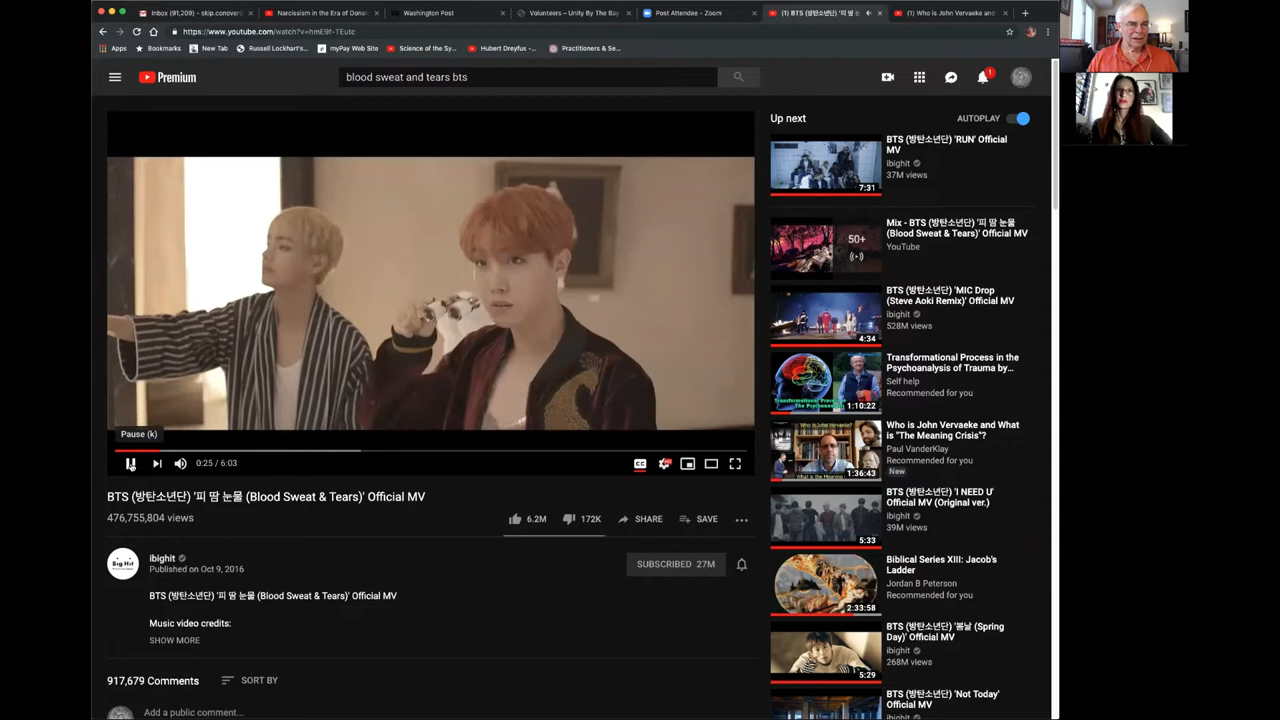 Inbox (91,209) - skip.conover
Narcissism in the Era of Donal
Washington Post
Volunteers – Unity By The Bay
Post Attendee - Zoom
(1) BTS (방탄소년단) '피 땀 눈
(1) Who is John Vervaeke and
https://www.youtube.com/watch?v=hmE9f-TEutc
Apps
Bookmarks
New Tab
Russell Lockhart's...
myPay Web Site
Science of the Sy...
Hubert Dreyfus -...
Practitioners & Se...
Premium
blood sweat and tears bts
1
Up next
AUTOPLAY
BTS (방탄소년단) 'RUN' Official
MV
ibighit
37M views
7:31
Mix - BTS (방탄소년단) '피 땀 눈물
(Blood Sweat & Tears)' Official MV
YouTube
50+
BTS (방탄소년단) 'MIC Drop
(Steve Aoki Remix)' Official MV
ibighit
528M views
4:34
Transformational Process in the
Psychoanalysis of Trauma by...
Self help
Recommended for you
1:10:22
Who is John Vervaeke and What
is "The Meaning Crisis"?
Paul VanderKlay
Recommended for you
New
1:36:43
BTS (방탄소년단) 'I NEED U'
Official MV (Original ver.)
ibighit
39M views
5:33
Biblical Series XIII: Jacob's
Ladder
Jordan B Peterson
Recommended for you
2:33:58
BTS (방탄소년단) '봄날 (Spring
Day)' Official MV
ibighit
268M views
5:29
BTS (방탄소년단) 'Not Today'
Official MV
ibighit
Pause (k)
0:25 / 6:03
BTS (방탄소년단) '피 땀 눈물 (Blood Sweat & Tears)' Official MV
476,755,804 views
6.2M
172K
SHARE
SAVE
Big Hit
ibighit
Published on Oct 9, 2016
SUBSCRIBED 27M
BTS (방탄소년단) '피 땀 눈물 (Blood Sweat & Tears)' Official MV
Music video credits:
SHOW MORE
917,679 Comments
SORT BY
Add a public comment...